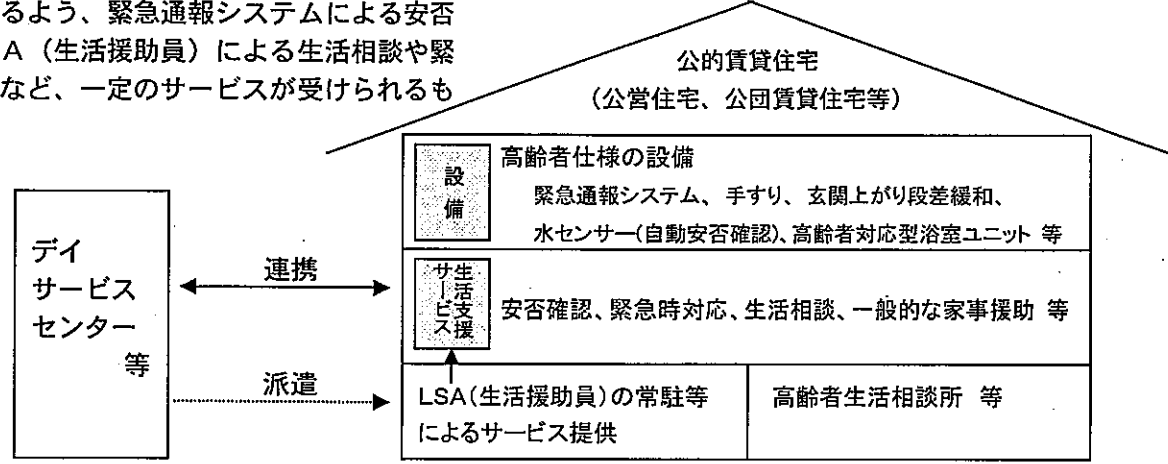 るよう、緊急通報システムによる安否
A（生活援助員）による生活相談や緊
など、一定のサービスが受けられるも
公的賃貸住宅
（公営住宅、公団賃貸住宅等）
設備
高齢者仕様の設備
緊急通報システム、手すり、玄関上がり段差緩和、
水センサー(自動安否確認)、高齢者対応型浴室ユニット 等
デイ
サービス
センター
等
連携
派遣
生活支援
サービス
安否確認、緊急時対応、生活相談、一般的な家事援助 等
LSA(生活援助員)の常駐等
によるサービス提供
高齢者生活相談所 等